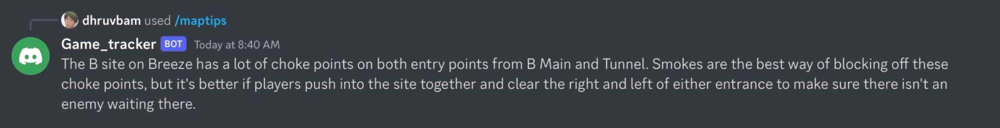 dhruvbam used /maptips
Game_tracker BOT Today at 8:40 AM
The B site on Breeze has a lot of choke points on both entry points from B Main and Tunnel. Smokes are the best way of blocking off these
choke points, but it's better if players push into the site together and clear the right and left of either entrance to make sure there isn't an
enemy waiting there.